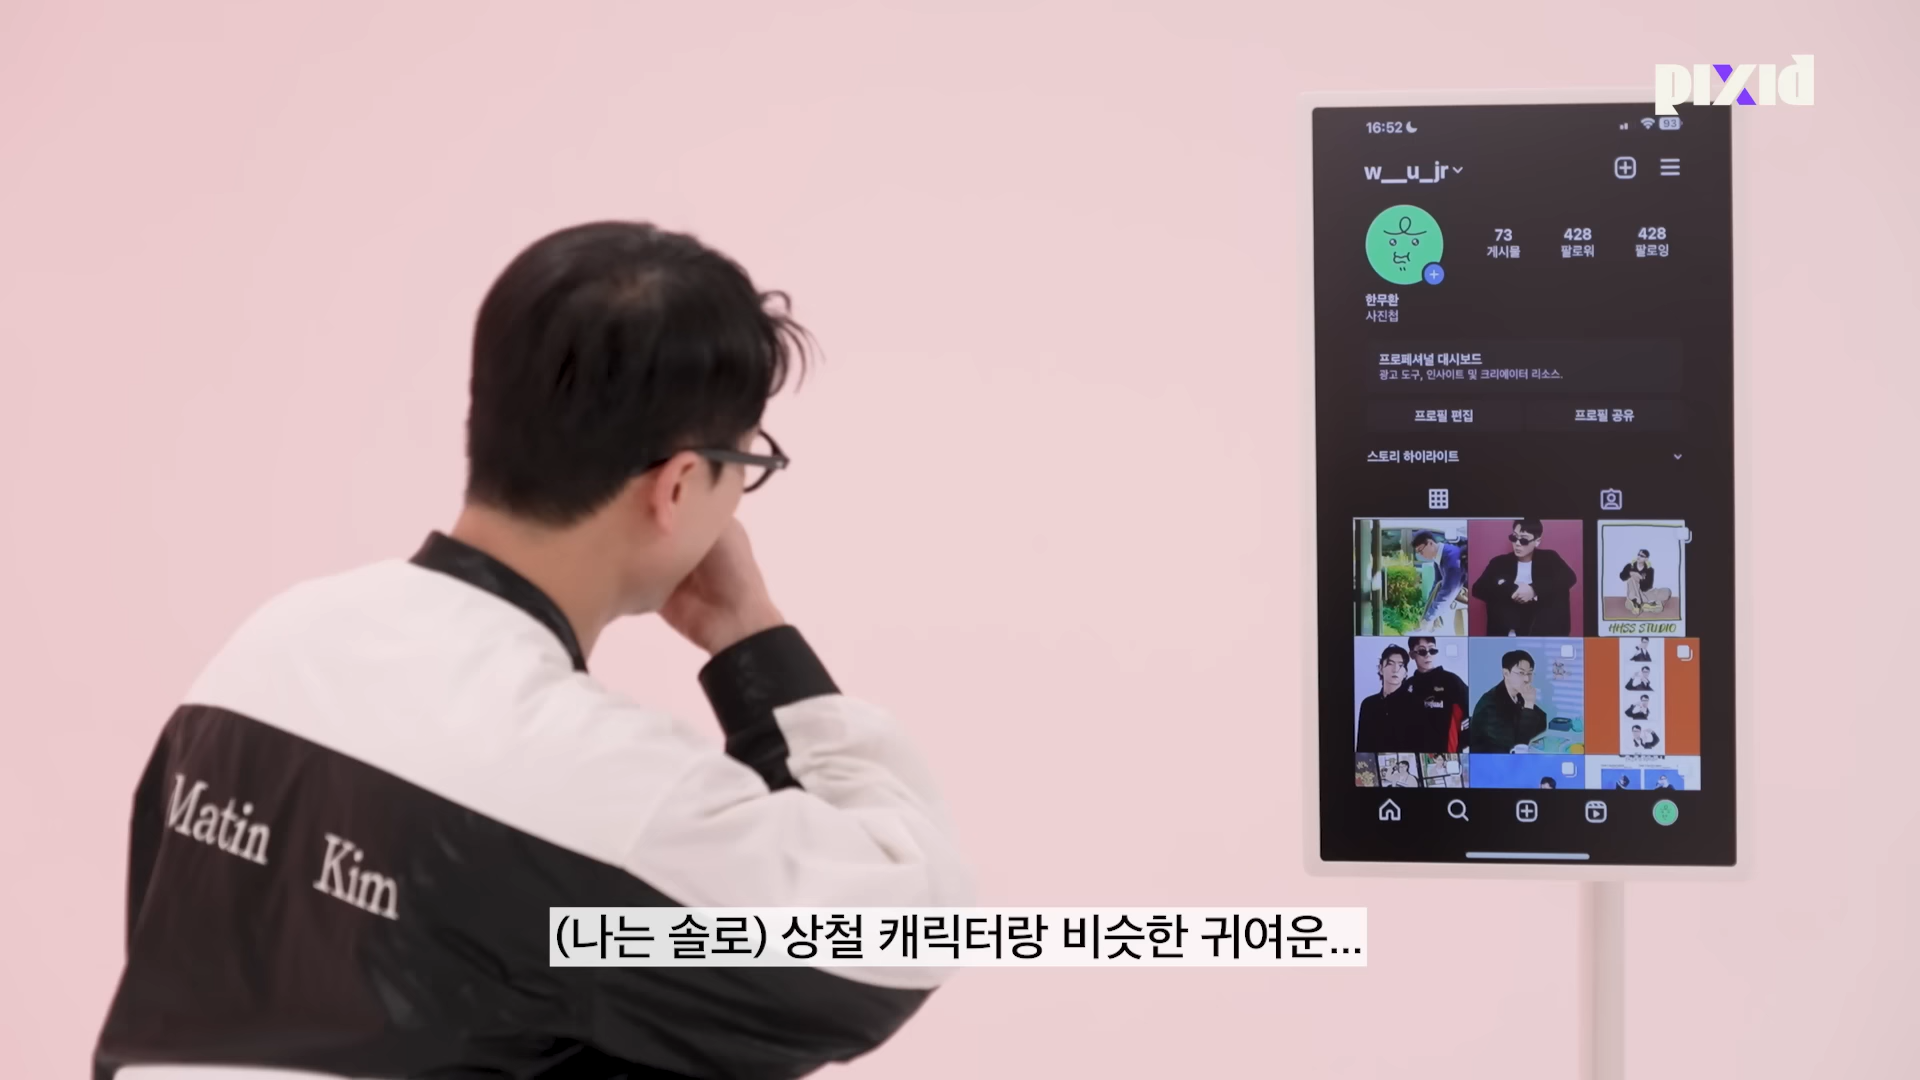 pixid
16:52
93
w__u_jr
73
게시물
428
팔로워
428
팔로잉
한무환
사진첩
프로페셔널 대시보드
광고 도구, 인사이트 및 크리에이터 리소스.
프로필 편집
프로필 공유
스토리 하이라이트
HHSS STUDIO
Matin Kim
(나는 솔로) 상철 캐릭터랑 비슷한 귀여운...